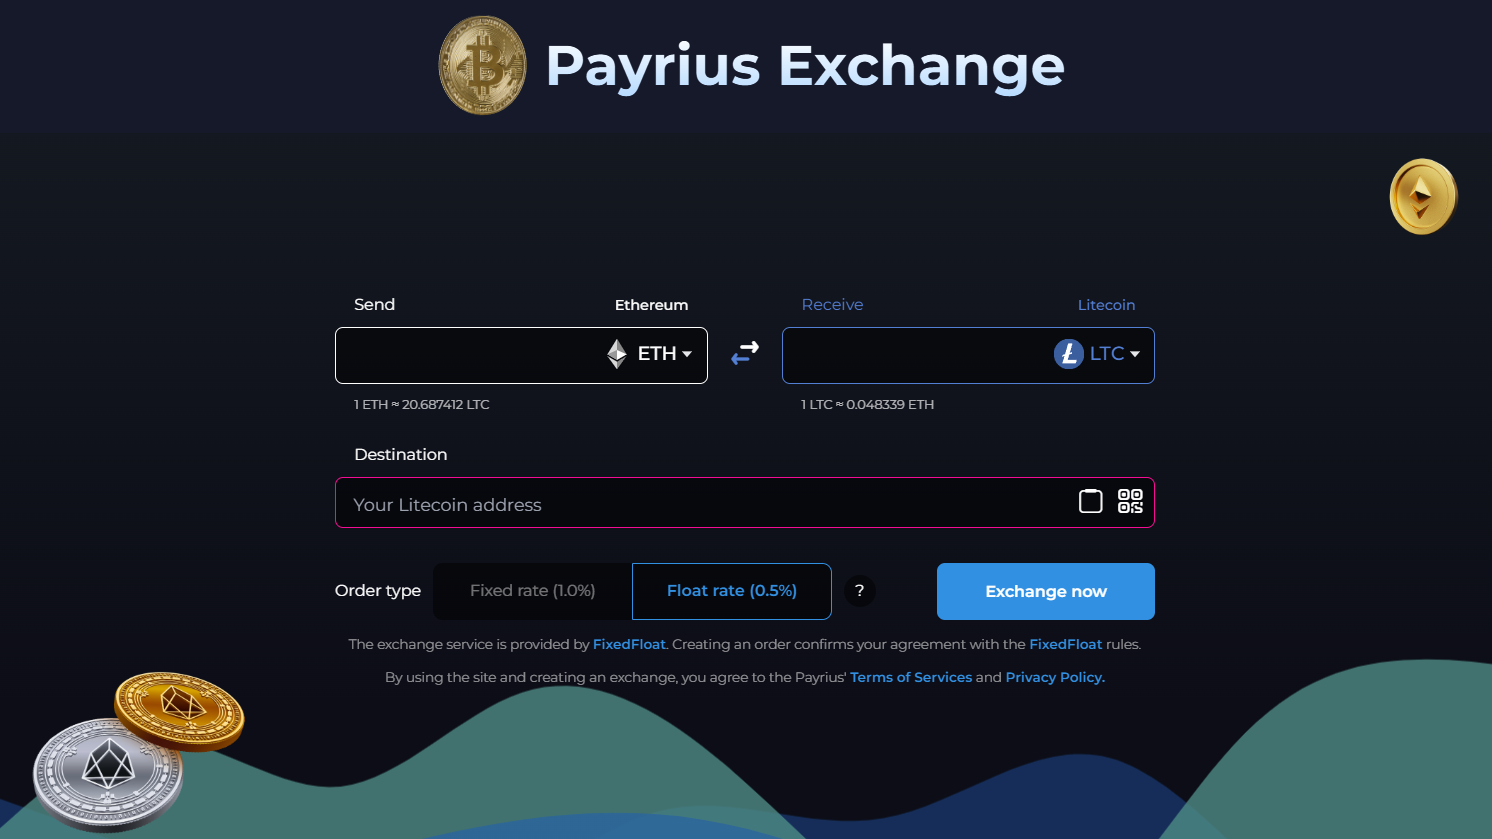 Payrius Exchange
Send
Ethereum
Receive
Litecoin
ETH
LTC
1 ETH ≈ 20.687412 LTC
1 LTC ≈ 0.048339 ETH
Destination
Your Litecoin address
Order type
Fixed rate (1.0%)
Float rate (0.5%)
?
Exchange now
The exchange service is provided by FixedFloat. Creating an order confirms your agreement with the FixedFloat rules.
By using the site and creating an exchange, you agree to the Payrius' Terms of Services and Privacy Policy.